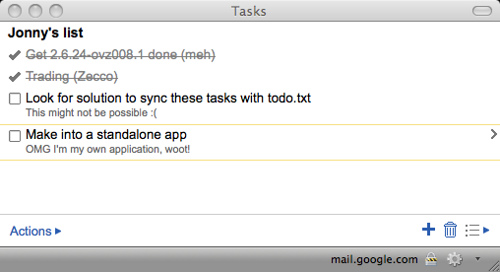 Tasks
Jonny's list
Get 2.6.24-ovz008.1 done (meh)
Trading (Zecco)
Look for solution to sync these tasks with todo.txt
This might not be possible :(
Make into a standalone app
OMG I'm my own application, woot!
Actions
mail.google.com